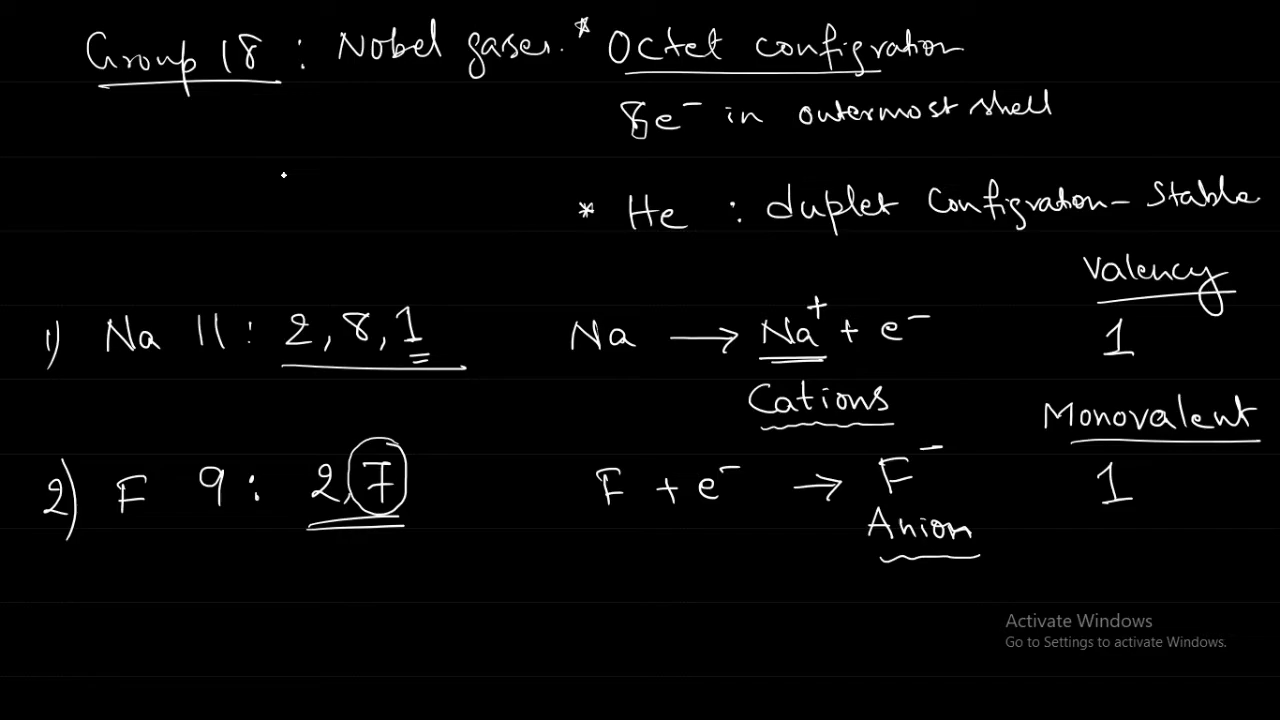 Group 18 : Nobel gases. * Octet configration
8e⁻ in outermost shell
* He : duplet configration - Stable
Valency
1) Na 11 : 2, 8, 1 Na → Na⁺ + e⁻ 1
Cations
Monovalent
2) F 9 : 2, 7 F + e⁻ → F⁻ 1
Anion
Activate Windows
Go to Settings to activate Windows.